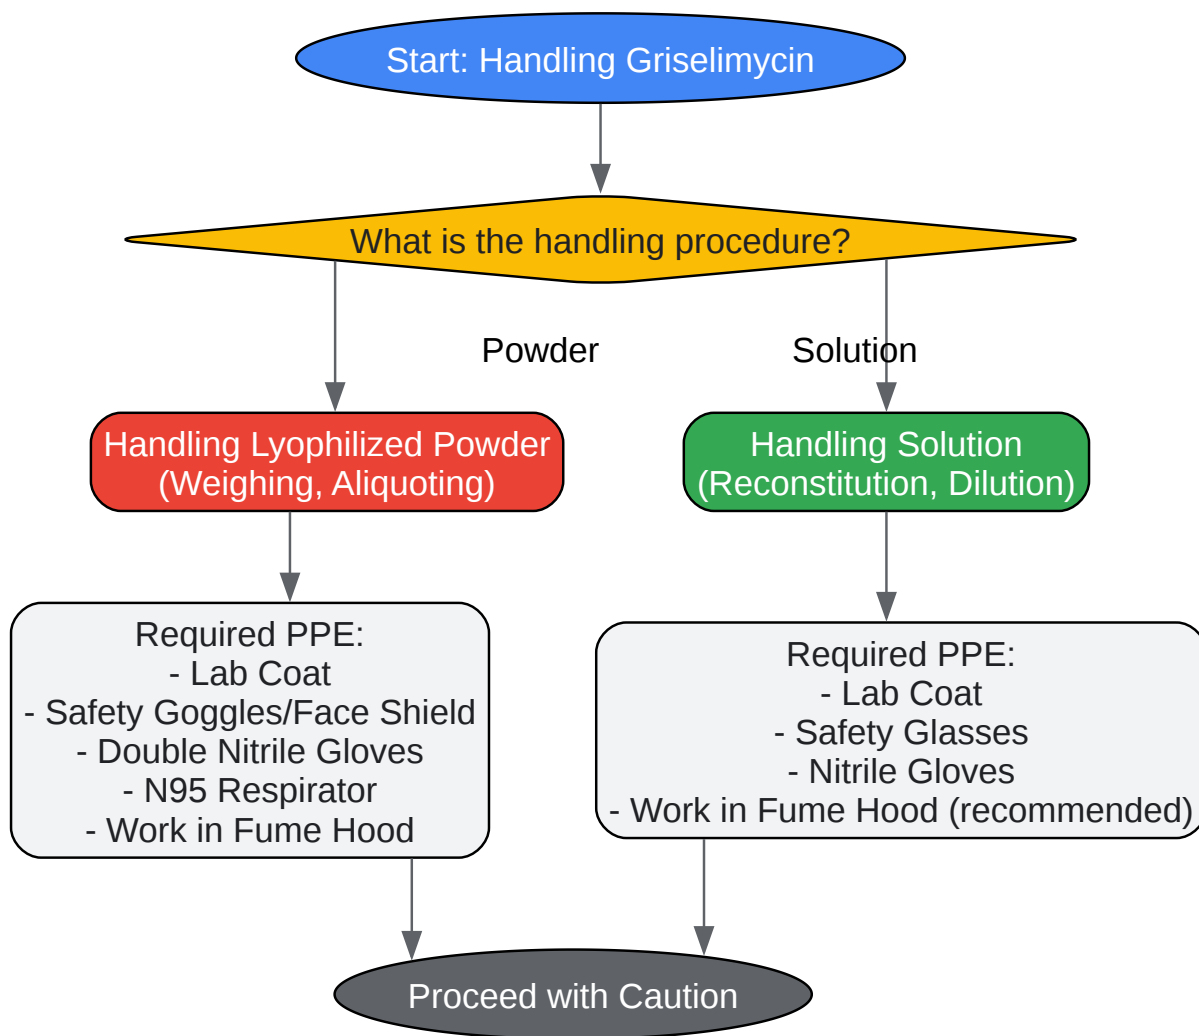 Start: Handling Griselimycin
What is the handling procedure?
Powder
Solution
Handling Lyophilized Powder
(Weighing, Aliquoting)
Handling Solution
(Reconstitution, Dilution)
Required PPE:
- Lab Coat
- Safety Goggles/Face Shield
- Double Nitrile Gloves
- N95 Respirator
- Work in Fume Hood
Required PPE:
- Lab Coat
- Safety Glasses
- Nitrile Gloves
- Work in Fume Hood (recommended)
Proceed with Caution